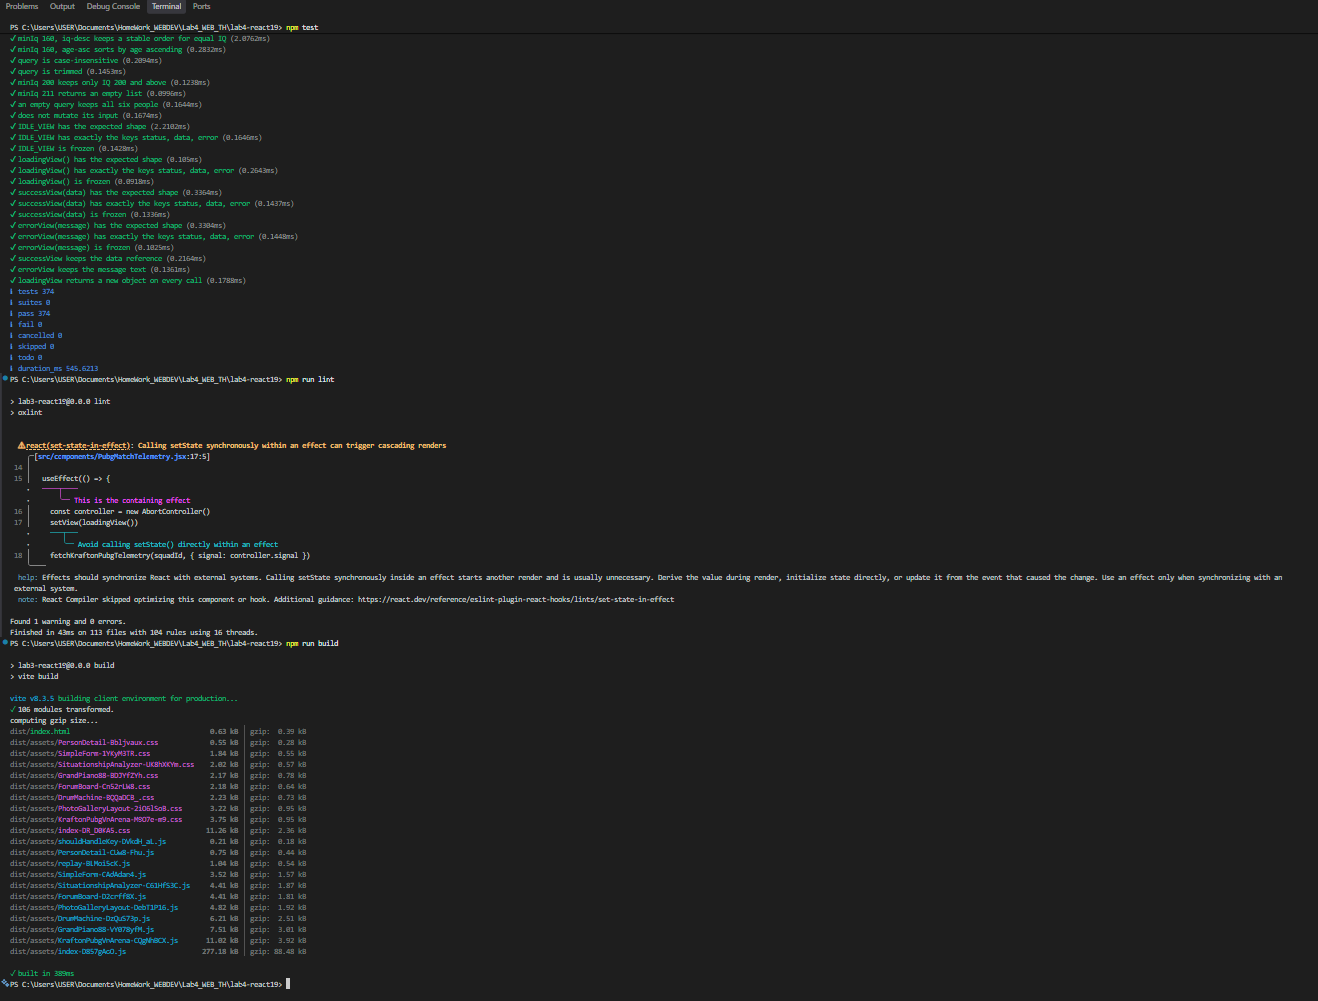 Problems Output Debug Console Terminal Ports
PS C:\Users\USER\Documents\HomeWork_WEBDEV\Lab4_WEB_TH\lab4-react19> npm test
✓ minIq 160, iq-desc keeps a stable order for equal IQ (2.0762ms)
✓ minIq 160, age-asc sorts by age ascending (0.2832ms)
✓ query is case-insensitive (0.2094ms)
✓ query is trimmed (0.1453ms)
✓ minIq 200 keeps only IQ 200 and above (0.1238ms)
✓ minIq 211 returns an empty list (0.0996ms)
✓ an empty query keeps all six people (0.1644ms)
✓ does not mutate its input (0.1674ms)
✓ IDLE_VIEW has the expected shape (2.2102ms)
✓ IDLE_VIEW has exactly the keys status, data, error (0.1646ms)
✓ IDLE_VIEW is frozen (0.1428ms)
✓ loadingView() has the expected shape (0.105ms)
✓ loadingView() has exactly the keys status, data, error (0.2643ms)
✓ loadingView() is frozen (0.0918ms)
✓ successView(data) has the expected shape (0.3364ms)
✓ successView(data) has exactly the keys status, data, error (0.1437ms)
✓ successView(data) is frozen (0.1336ms)
✓ errorView(message) has the expected shape (0.3304ms)
✓ errorView(message) has exactly the keys status, data, error (0.1448ms)
✓ errorView(message) is frozen (0.1025ms)
✓ successView keeps the data reference (0.2164ms)
✓ errorView keeps the message text (0.1361ms)
✓ loadingView returns a new object on every call (0.1788ms)
ℹ tests 374
ℹ suites 0
ℹ pass 374
ℹ fail 0
ℹ cancelled 0
ℹ skipped 0
ℹ todo 0
ℹ duration_ms 545.6213
PS C:\Users\USER\Documents\HomeWork_WEBDEV\Lab4_WEB_TH\lab4-react19> npm run lint
> lab3-react19@0.0.0 lint
> oxlint
⚠ react(set-state-in-effect): Calling setState synchronously within an effect can trigger cascading renders
[src/components/PubgMatchTelemetry.jsx:17:5]
14
15 useEffect(() => {
This is the containing effect
16 const controller = new AbortController()
17 setView(loadingView())
Avoid calling setState() directly within an effect
18 fetchKraftonPubgTelemetry(squadId, { signal: controller.signal })
help: Effects should synchronize React with external systems. Calling setState synchronously inside an effect starts another render and is usually unnecessary. Derive the value during render, initialize state directly, or update it from the event that caused the change. Use an effect only when synchronizing with an
external system.
note: React Compiler skipped optimizing this component or hook. Additional guidance: https://react.dev/reference/eslint-plugin-react-hooks/lints/set-state-in-effect
Found 1 warning and 0 errors.
Finished in 43ms on 113 files with 104 rules using 16 threads.
PS C:\Users\USER\Documents\HomeWork_WEBDEV\Lab4_WEB_TH\lab4-react19> npm run build
> lab3-react19@0.0.0 build
> vite build
vite v8.3.5 building client environment for production...
✓ 106 modules transformed.
computing gzip size...
dist/index.html 0.63 kB │ gzip: 0.39 kB
dist/assets/PersonDetail-Bbljvaux.css 0.55 kB │ gzip: 0.28 kB
dist/assets/SimpleForm-1YKyM3TR.css 1.84 kB │ gzip: 0.55 kB
dist/assets/SituationshipAnalyzer-UK8hXKYm.css 2.02 kB │ gzip: 0.57 kB
dist/assets/GrandPiano88-BDJYfZYh.css 2.17 kB │ gzip: 0.78 kB
dist/assets/ForumBoard-Cn52rLW8.css 2.18 kB │ gzip: 0.64 kB
dist/assets/DrumMachine-BQQaDCB_.css 2.23 kB │ gzip: 0.73 kB
dist/assets/PhotoGalleryLayout-2iO6lSoB.css 3.22 kB │ gzip: 0.95 kB
dist/assets/KraftonPubgVnArena-M8O7e-m9.css 3.75 kB │ gzip: 0.95 kB
dist/assets/index-DR_D0KAS.css 11.26 kB │ gzip: 2.36 kB
dist/assets/shouldHandleKey-DVkdH_aL.js 0.21 kB │ gzip: 0.18 kB
dist/assets/PersonDetail-CUw8-Fhu.js 0.75 kB │ gzip: 0.44 kB
dist/assets/replay-BLMoi5cK.js 1.04 kB │ gzip: 0.54 kB
dist/assets/SimpleForm-CAdAdan4.js 3.52 kB │ gzip: 1.57 kB
dist/assets/SituationshipAnalyzer-C61HfS3C.js 4.41 kB │ gzip: 1.87 kB
dist/assets/ForumBoard-D2crff8X.js 4.41 kB │ gzip: 1.81 kB
dist/assets/PhotoGalleryLayout-DebT1P16.js 4.82 kB │ gzip: 1.92 kB
dist/assets/DrumMachine-DzQuS73p.js 6.21 kB │ gzip: 2.51 kB
dist/assets/GrandPiano88-VY078yfM.js 7.51 kB │ gzip: 3.01 kB
dist/assets/KraftonPubgVnArena-CQgNhBCX.js 11.02 kB │ gzip: 3.92 kB
dist/assets/index-D857gAoO.js 277.18 kB │ gzip: 88.48 kB
✓ built in 389ms
PS C:\Users\USER\Documents\HomeWork_WEBDEV\Lab4_WEB_TH\lab4-react19>